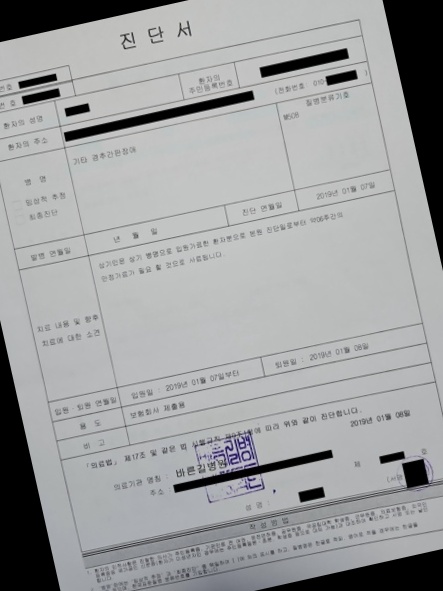 진단서
번호
번호
환자의 성명
환자의
주민등록번호
환자의 주소
(전화번호 010- )
병 명
임상적 추정
최종진단
기타 경추간판장애
질병분류기호
M508
발병 연월일
년 월 일
진단 연월일
2019년 01월 07일
치료 내용 및 향후
치료에 대한 소견
상기인은 상기 병명으로 입원가료한 환자분으로 본원 진단일로부터 약06주간의
안정가료가 필요 할 것으로 사료됩니다.
입원·퇴원 연월일
입원일 : 2019년 01월 07일부터
퇴원일 : 2019년 01월 08일
용 도
보험회사 제출용
비 고
「의료법」 제17조 및 같은 법 시행규칙 제9조제1항에 따라 위와 같이 진단합니다.
2019년 01월 08일
의료기관 명칭 : 바른길병원
주소 :
제 호
성명 :
(서명
작성방법